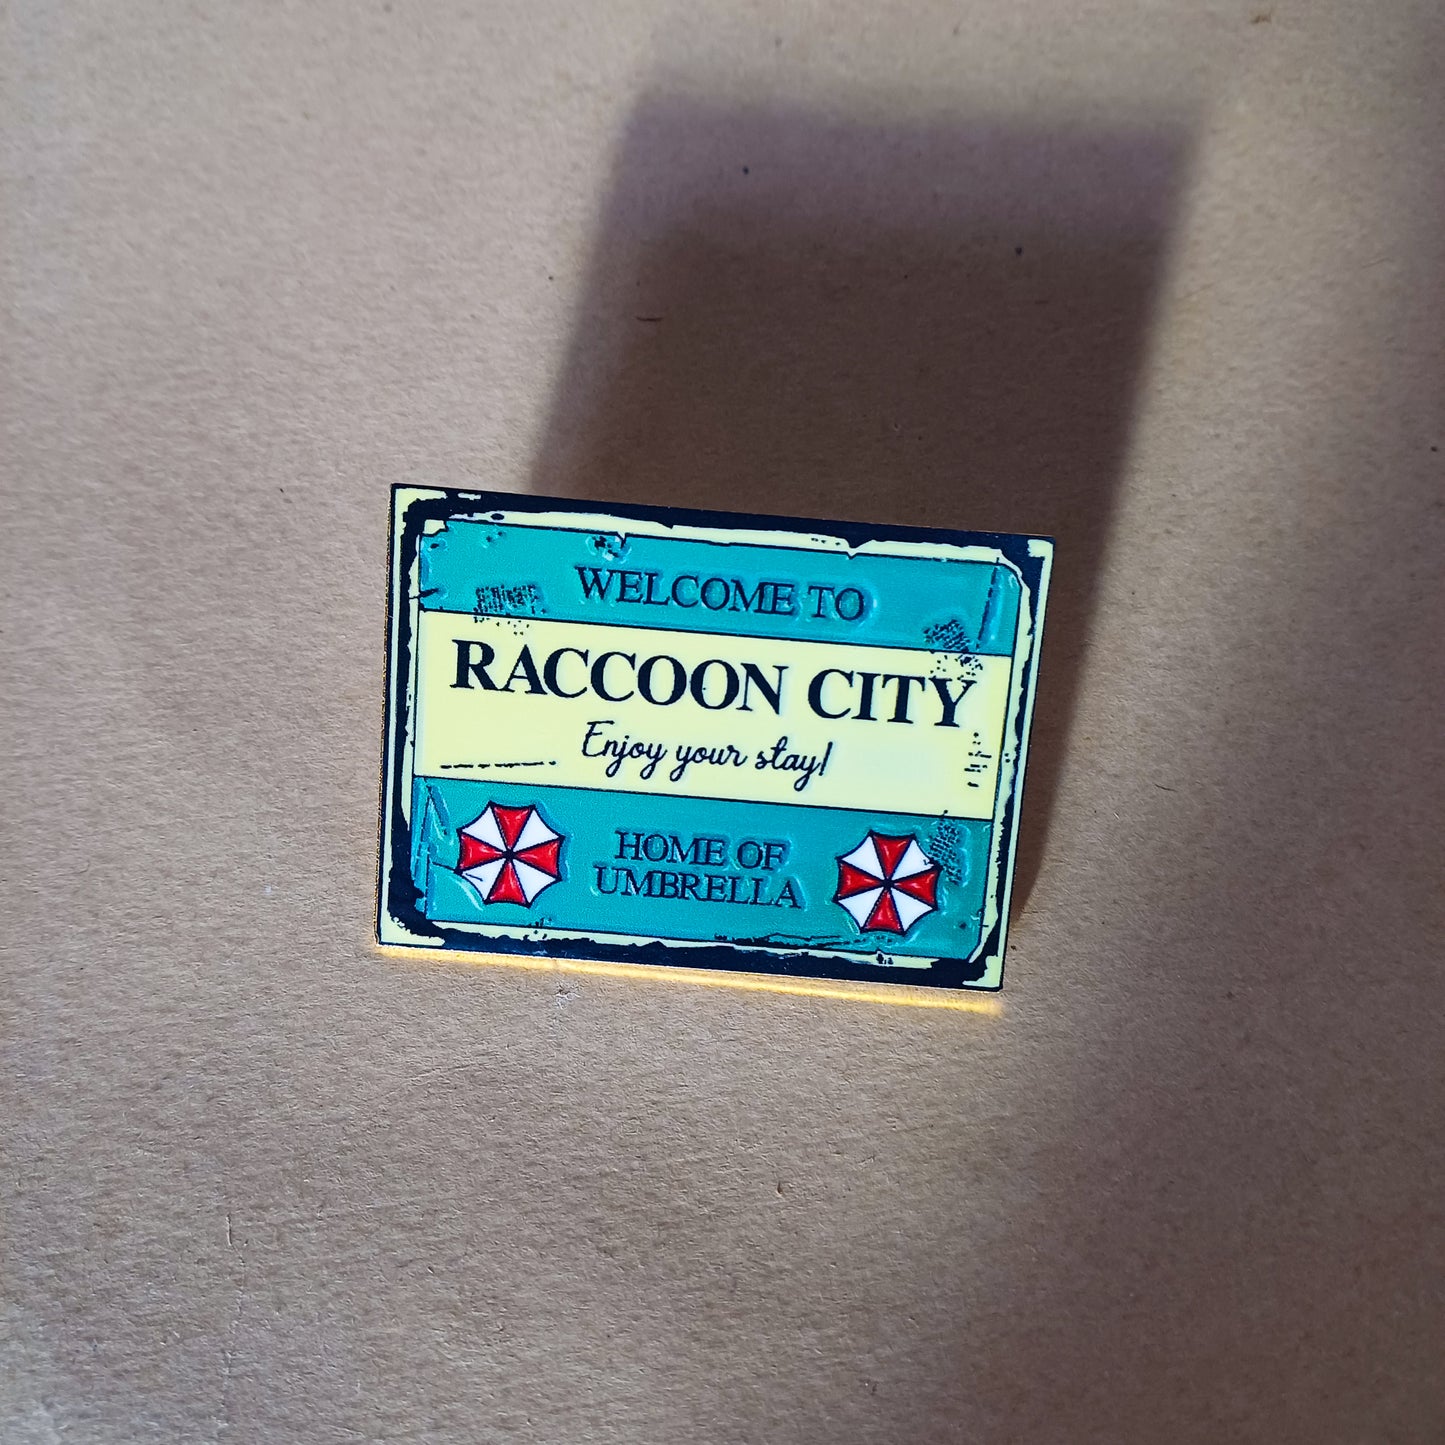 WELCOME TO
RACCOON CITY
Enjoy your stay!
HOME OF
UMBRELLA